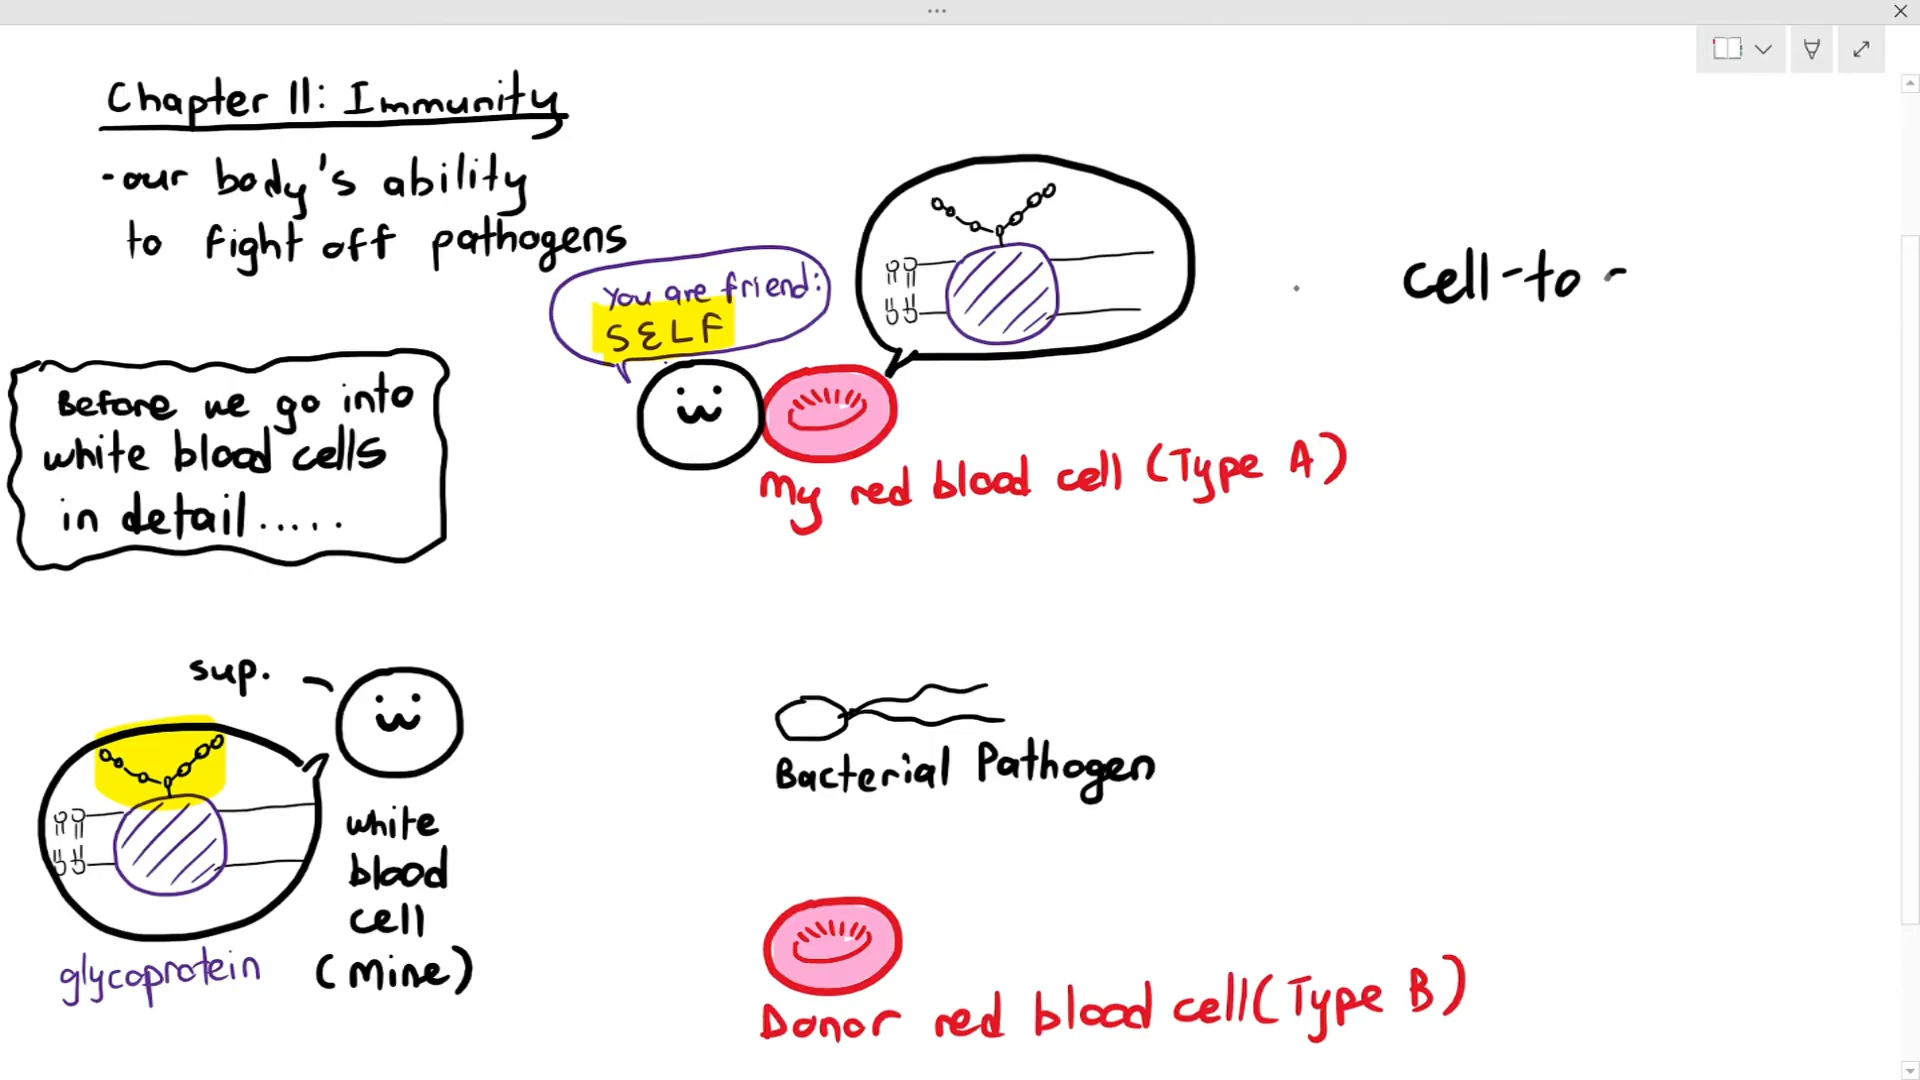 Chapter 11: Immunity
- our body's ability
to fight off pathogens
You are friend:
SELF
cell-to-
Before we go into
white blood cells
in detail.....
My red blood cell (Type A)
sup.
Bacterial Pathogen
white
blood
cell
(mine)
glycoprotein
Donor red blood cell (Type B)